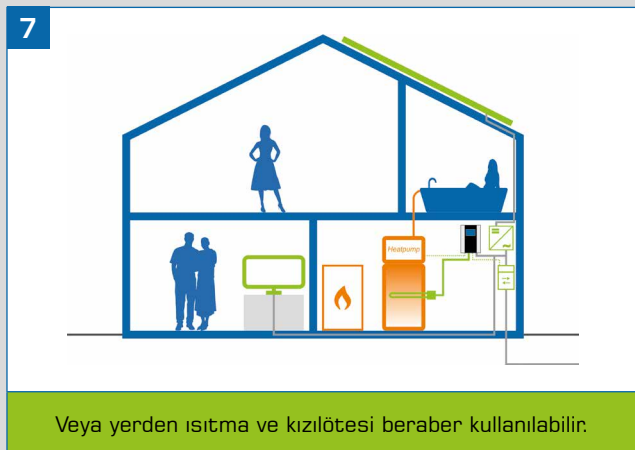 7
Heatpump
Veya yerden ısıtma ve kızılötesi beraber kullanılabilir.